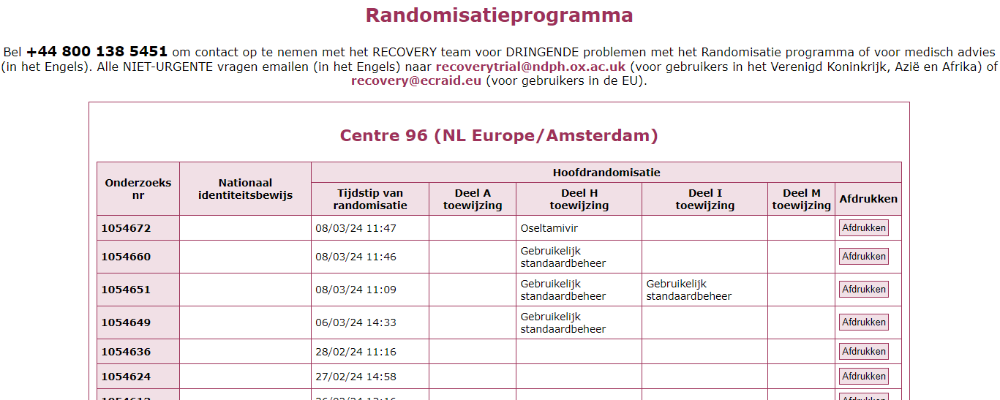 Randomisatieprogramma
Bel +44 800 138 5451 om contact op te nemen met het RECOVERY team voor DRINGENDE problemen met het Randomisatie programma of voor medisch advies
(in het Engels). Alle NIET-URGENTE vragen emailen (in het Engels) naar recoverytrial@ndph.ox.ac.uk (voor gebruikers in het Verenigd Koninkrijk, Azië en Afrika) of
recovery@ecraid.eu (voor gebruikers in de EU).
Centre 96 (NL Europe/Amsterdam)
Onderzoeks nr
Nationaal identiteitsbewijs
Hoofdrandomisatie
Tijdstip van randomisatie
Deel A toewijzing
Deel H toewijzing
Deel I toewijzing
Deel M toewijzing
Afdrukken
1054672 08/03/24 11:47 Oseltamivir Afdrukken
1054660 08/03/24 11:46 Gebruikelijk standaardbeheer Afdrukken
1054651 08/03/24 11:09 Gebruikelijk standaardbeheer Gebruikelijk standaardbeheer Afdrukken
1054649 06/03/24 14:33 Gebruikelijk standaardbeheer Afdrukken
1054636 28/02/24 11:16 Afdrukken
1054624 27/02/24 14:58 Afdrukken